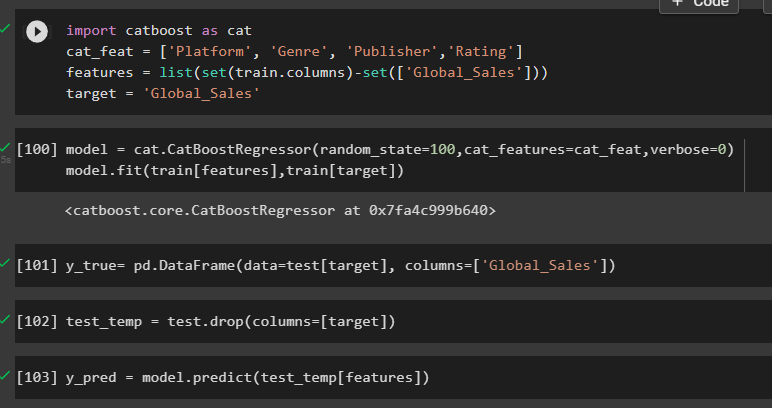 + Code
import catboost as cat
cat_feat = ['Platform', 'Genre', 'Publisher','Rating']
features = list(set(train.columns)-set(['Global_Sales']))
target = 'Global_Sales'
[100] model = cat.CatBoostRegressor(random_state=100,cat_features=cat_feat,verbose=0)
5s
model.fit(train[features],train[target])
<catboost.core.CatBoostRegressor at 0x7fa4c999b640>
[101] y_true= pd.DataFrame(data=test[target], columns=['Global_Sales'])
[102] test_temp = test.drop(columns=[target])
[103] y_pred = model.predict(test_temp[features])